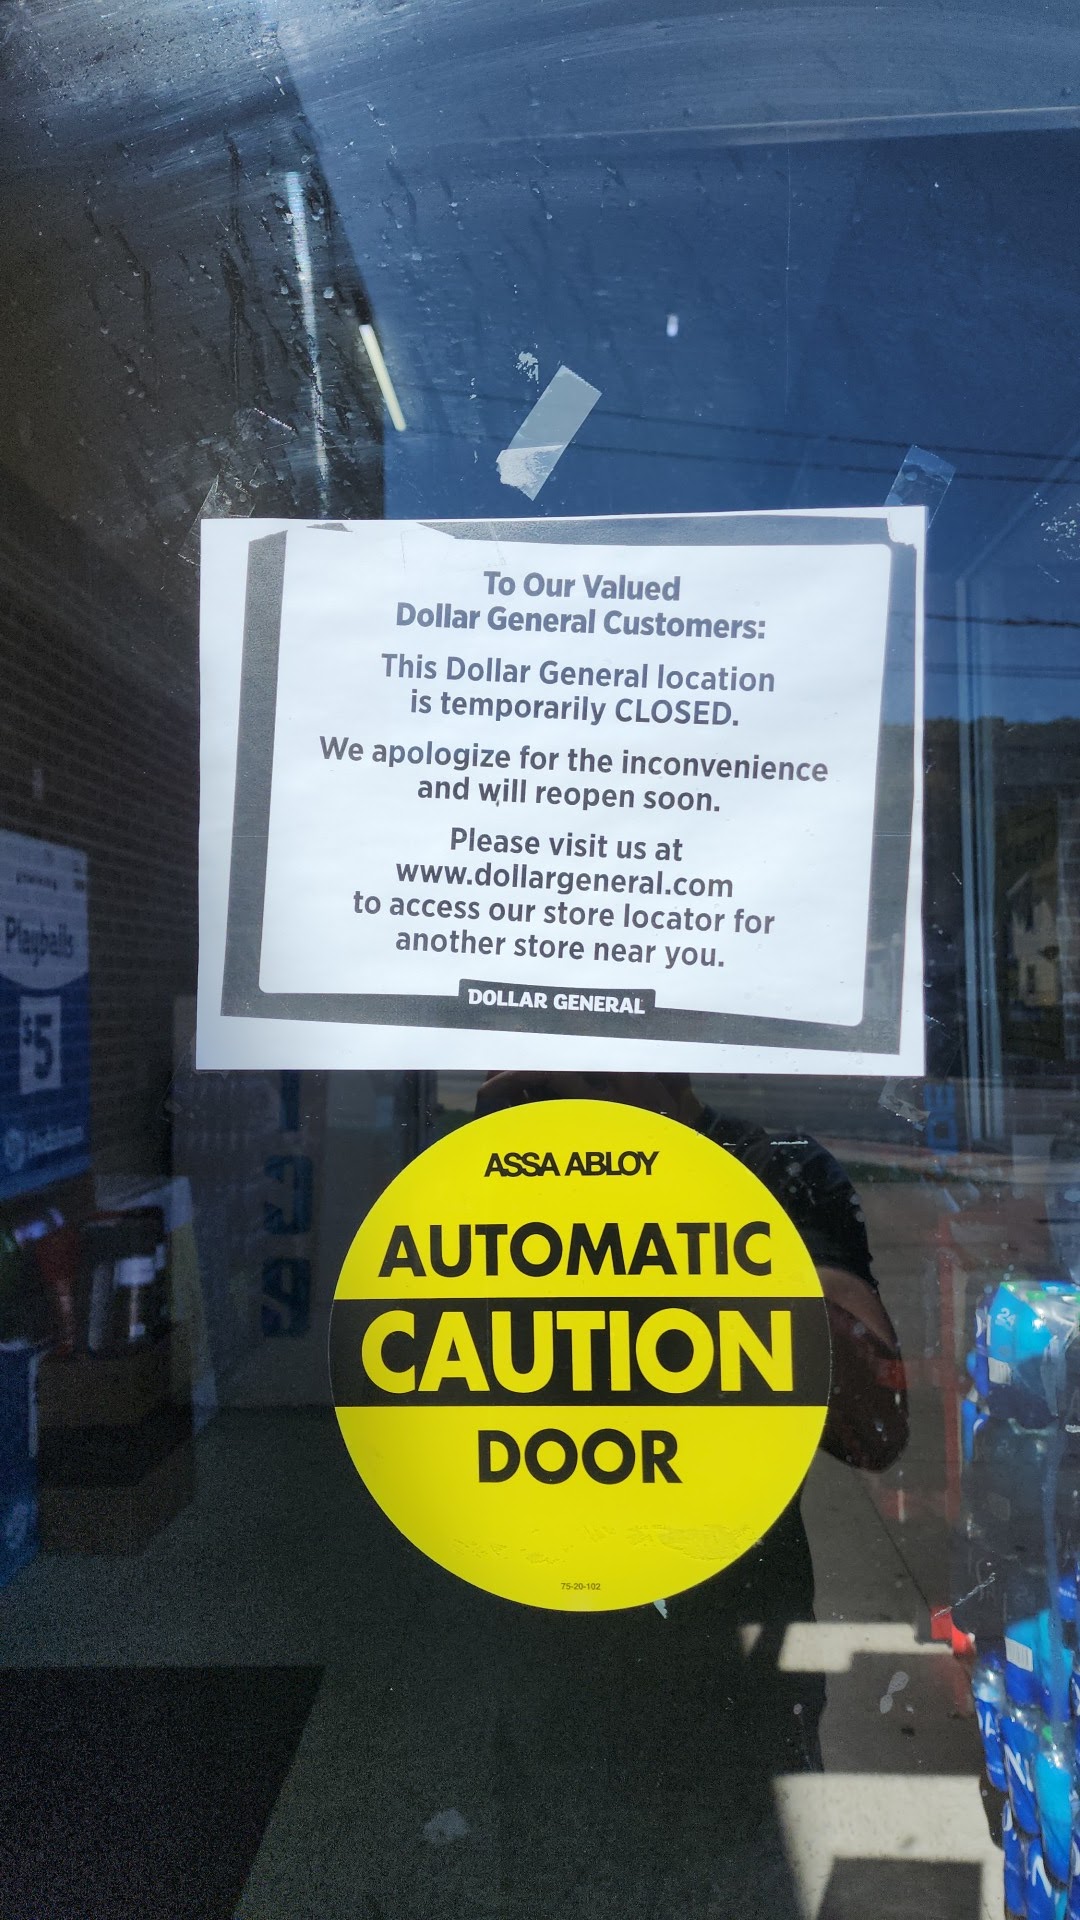 To Our Valued
Dollar General Customers:
This Dollar General location
is temporarily CLOSED.
We apologize for the inconvenience
and will reopen soon.
Please visit us at
www.dollargeneral.com
to access our store locator for
another store near you.
DOLLAR GENERAL
Playballs
$5
ASSA ABLOY
AUTOMATIC
CAUTION
DOOR
75-20-102
24